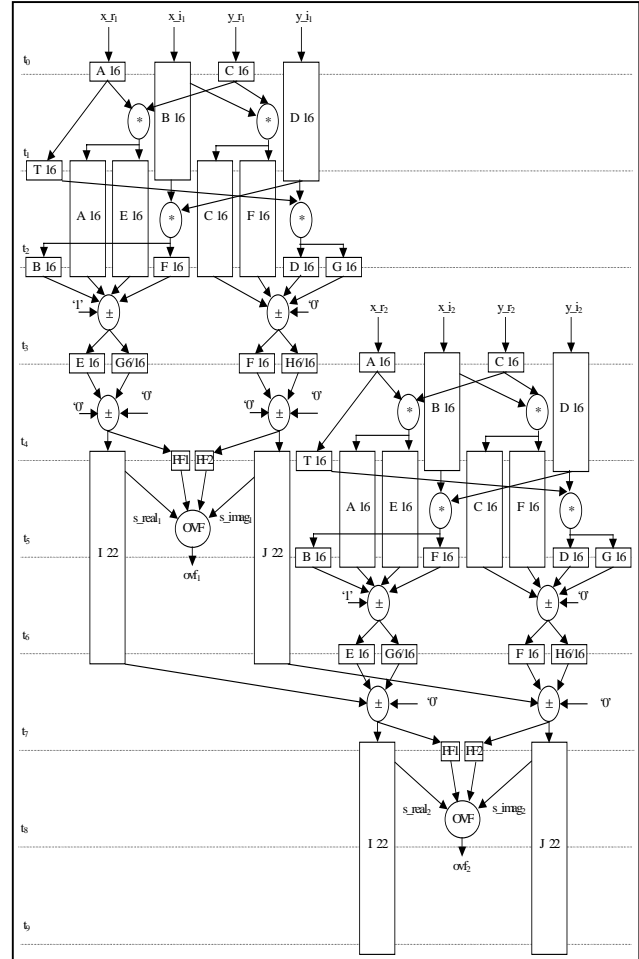 x_r₁ x_i₁ y_r₁ y_i₁
t₀
A 16 C 16
B 16 D 16
* *
t₁
T 16
A 16 E 16 * C 16 F 16 *
t₂
B 16 F 16 D 16 G 16
'1' ± ± '0'
x_r₂ x_i₂ y_r₂ y_i₂
t₃
E 16 G6/16 F 16 H6/16 A 16 C 16
B 16 D 16
'0' ± '0' '0' ± '0' * *
t₄
FF1 FF2 T 16
s_real₁ OVF s_imag₁ A 16 E 16 * C 16 F 16 *
t₅
I 22 J 22 B 16 F 16 D 16 G 16
ovf₁
'1' ± ± '0'
t₆
E 16 G6/16 F 16 H6/16
± '0' ± '0'
t₇
FF1 FF2
s_real₂ OVF s_imag₂
t₈
I 22 J 22
ovf₂
t₉